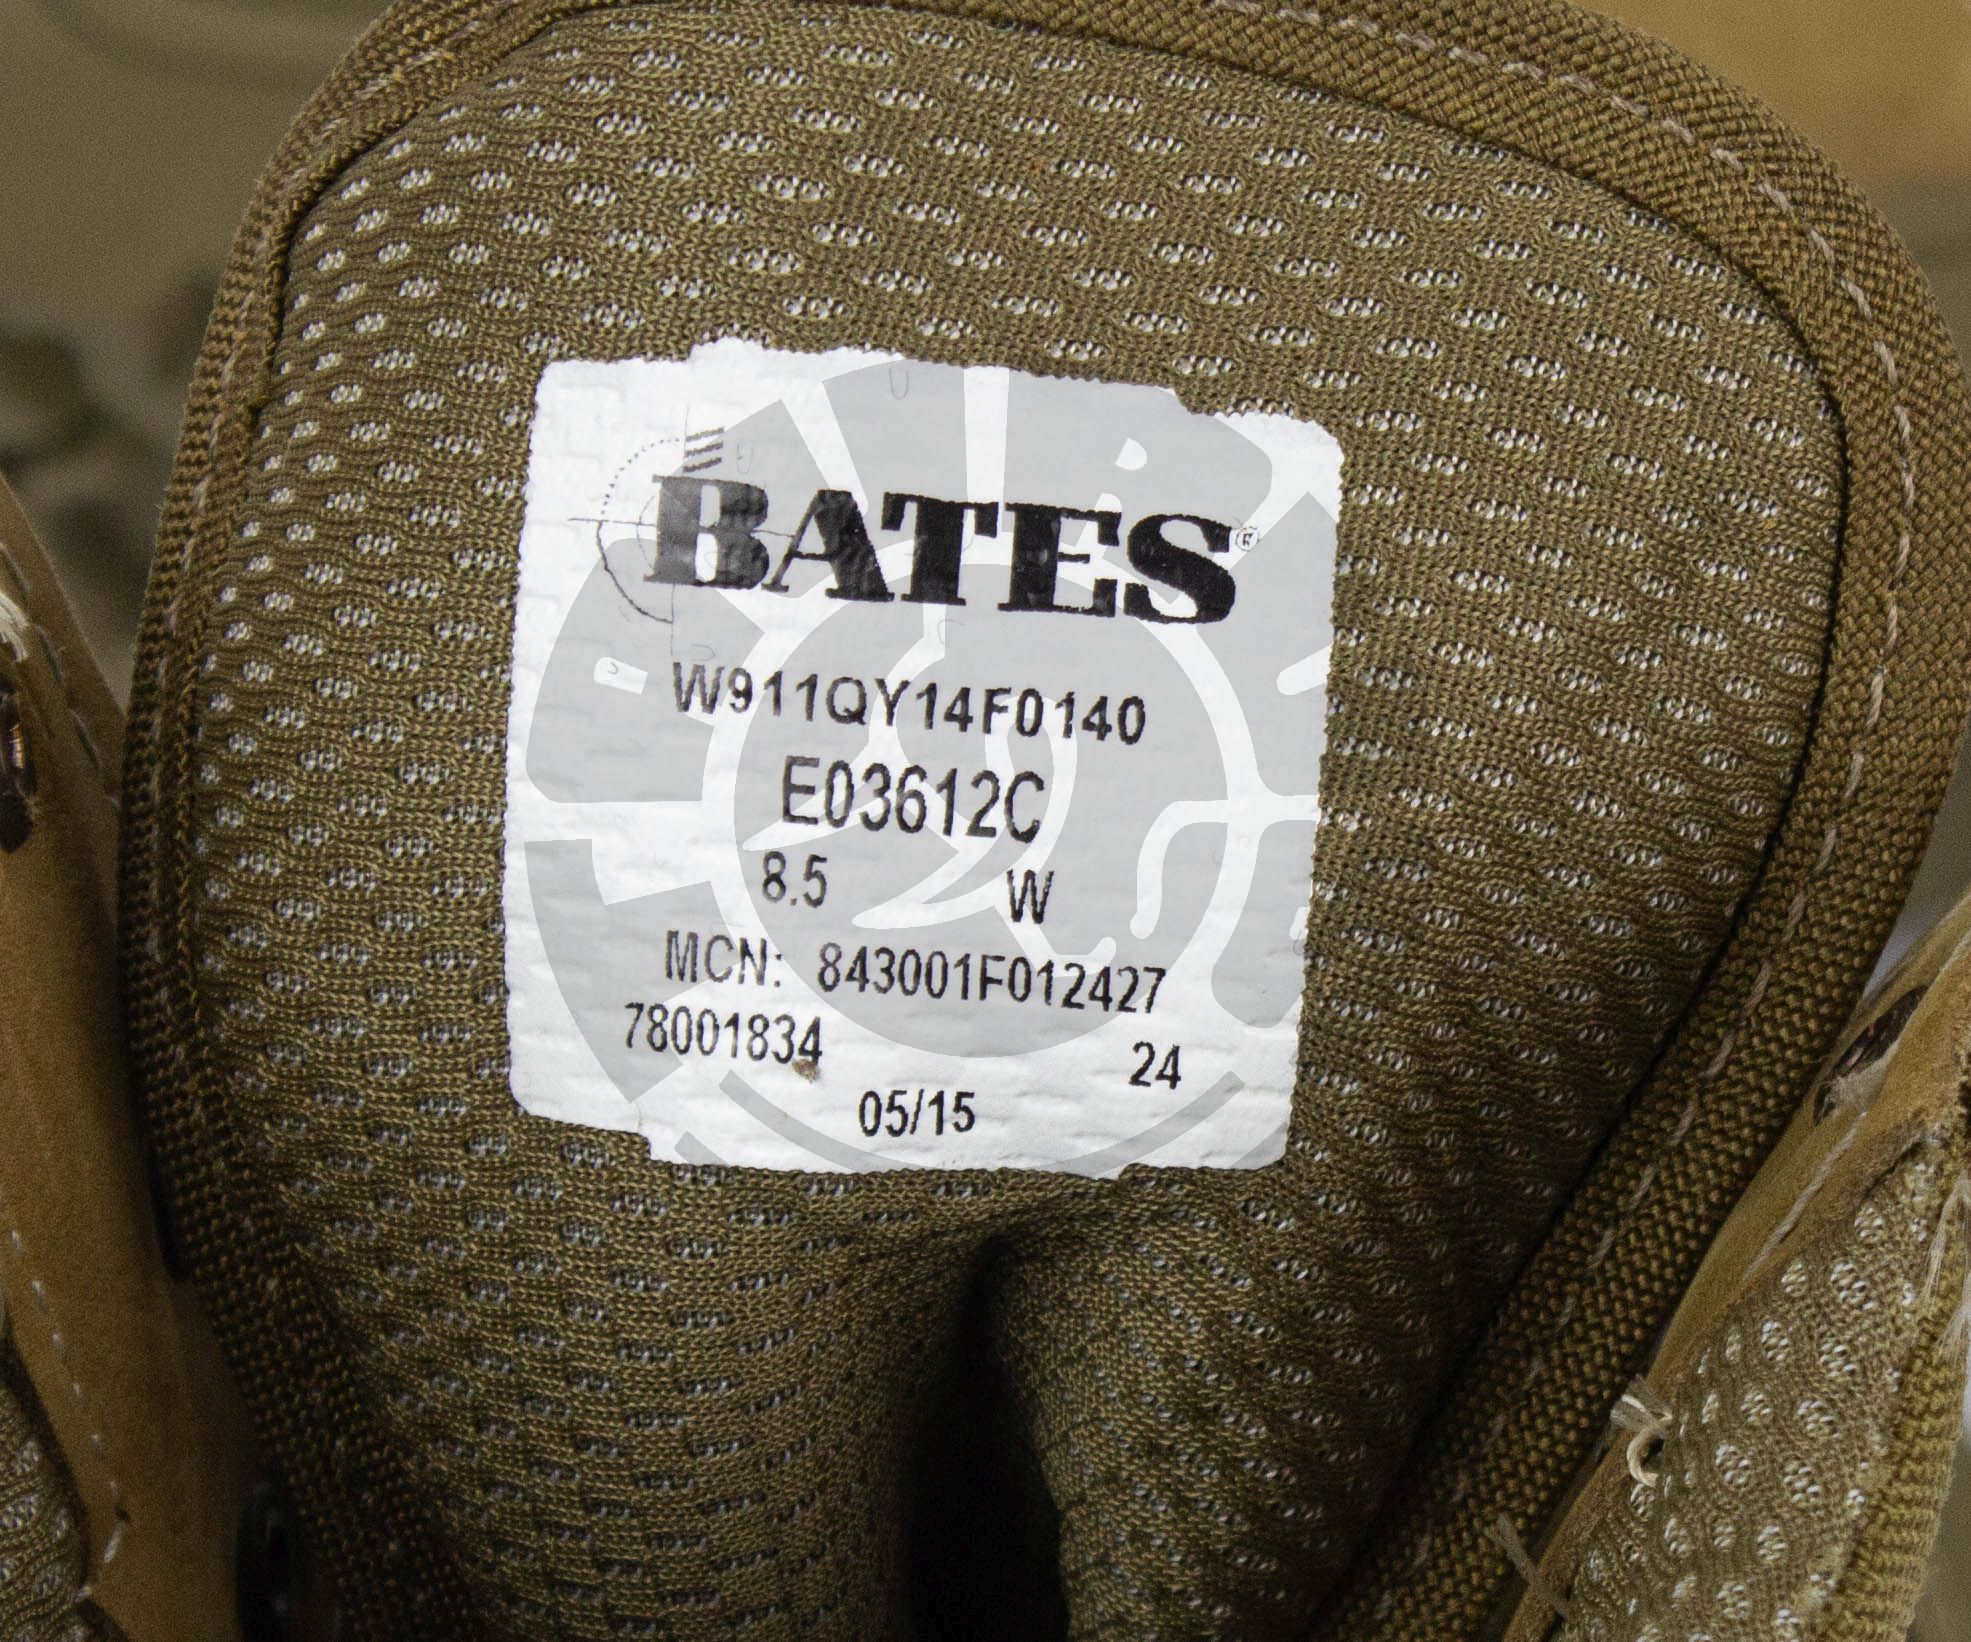 BATES®
W911QY14F0140
E03612C
8.5 W
MCN: 843001F012427
78001834 24
05/15